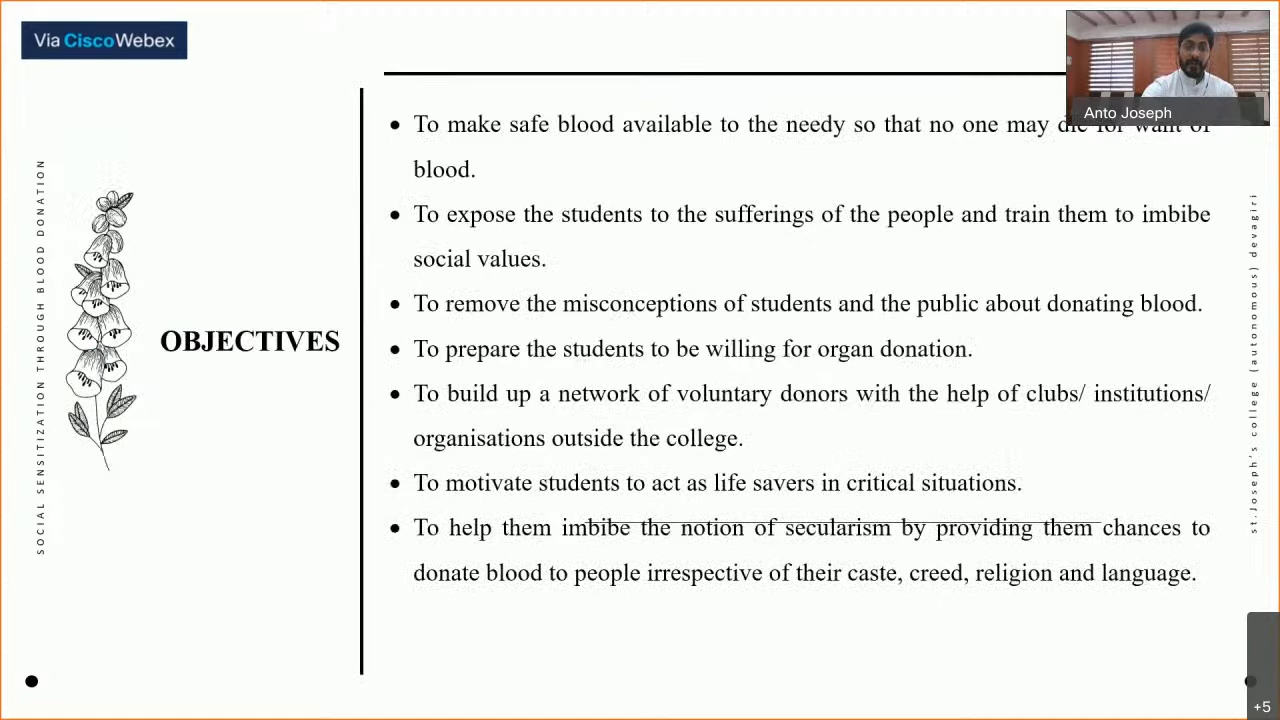 Via Cisco Webex
Anto Joseph
SOCIAL SENSITIZATION THROUGH BLOOD DONATION
OBJECTIVES
• To make safe blood available to the needy so that no one may die for want of
blood.
• To expose the students to the sufferings of the people and train them to imbibe
social values.
• To remove the misconceptions of students and the public about donating blood.
• To prepare the students to be willing for organ donation.
• To build up a network of voluntary donors with the help of clubs/ institutions/
organisations outside the college.
• To motivate students to act as life savers in critical situations.
• To help them imbibe the notion of secularism by providing them chances to
donate blood to people irrespective of their caste, creed, religion and language.
st.Joseph's college (autonomous) devagiri
+5